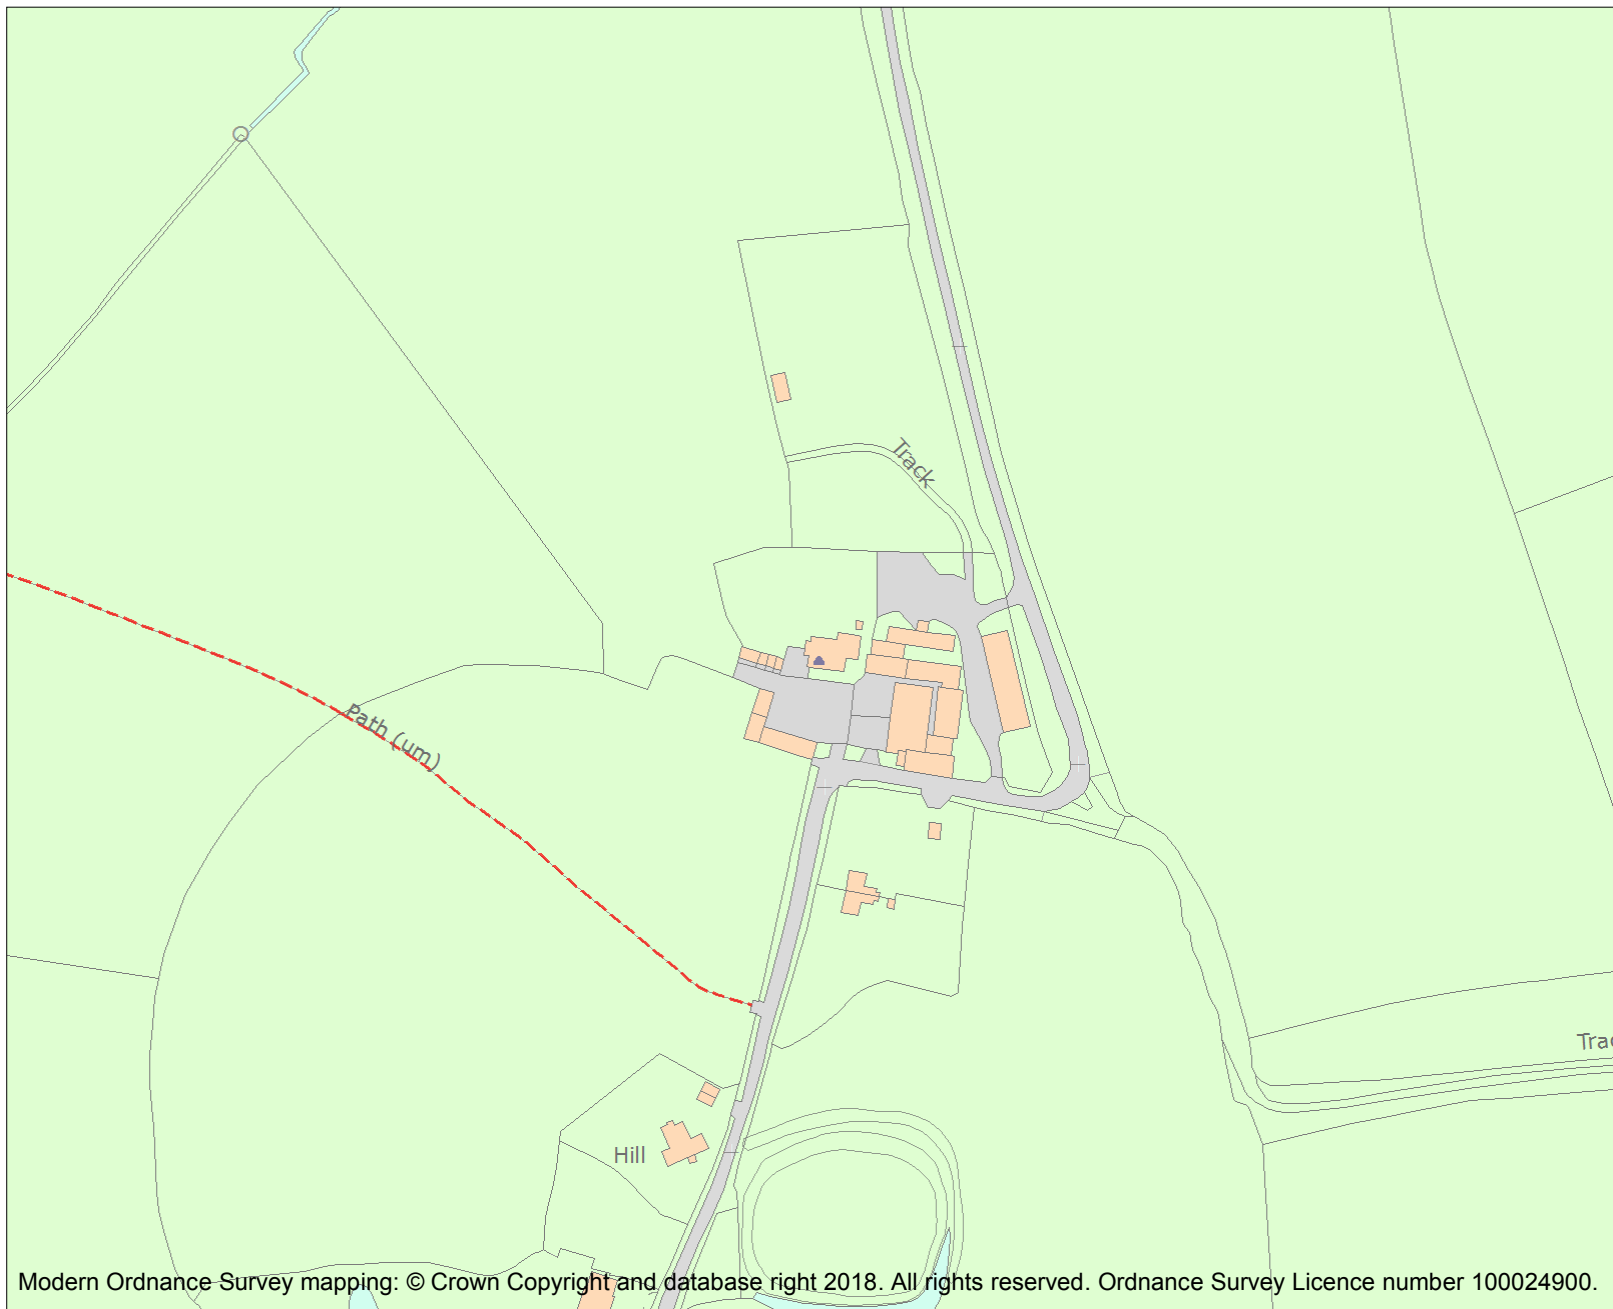 Track
Path (um)
Trac
Hill
Modern Ordnance Survey mapping: © Crown Copyright and database right 2018. All rights reserved. Ordnance Survey Licence number 100024900.